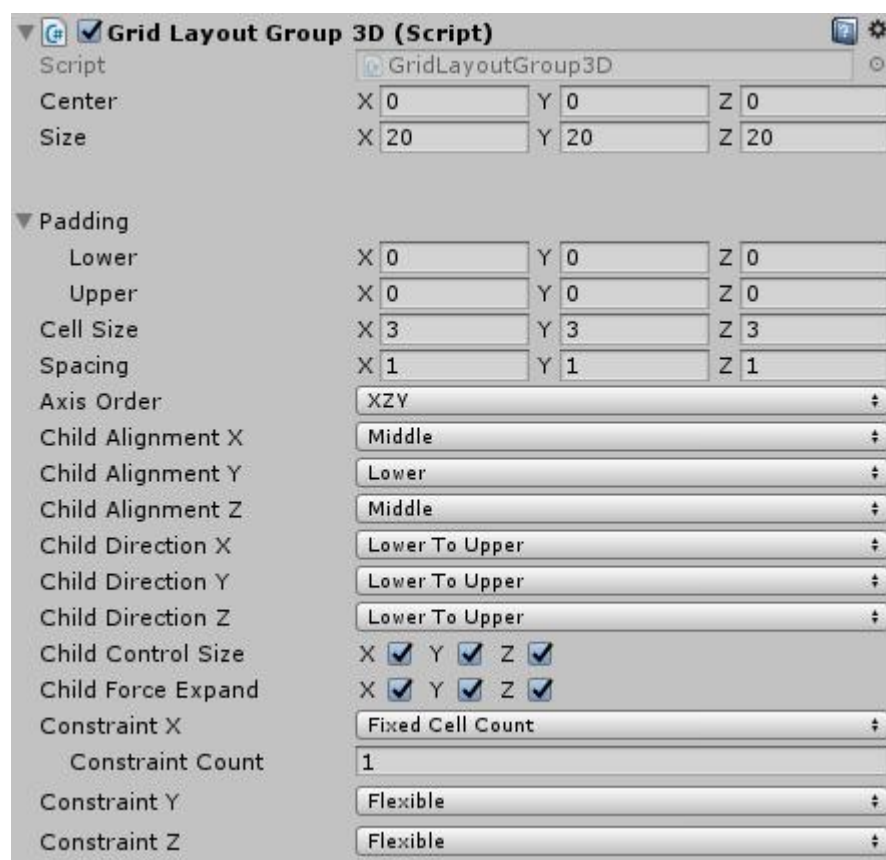 Grid Layout Group 3D (Script)
Script GridLayoutGroup3D
Center X 0 Y 0 Z 0
Size X 20 Y 20 Z 20
Padding
Lower X 0 Y 0 Z 0
Upper X 0 Y 0 Z 0
Cell Size X 3 Y 3 Z 3
Spacing X 1 Y 1 Z 1
Axis Order XZY
Child Alignment X Middle
Child Alignment Y Lower
Child Alignment Z Middle
Child Direction X Lower To Upper
Child Direction Y Lower To Upper
Child Direction Z Lower To Upper
Child Control Size X Y Z
Child Force Expand X Y Z
Constraint X Fixed Cell Count
Constraint Count 1
Constraint Y Flexible
Constraint Z Flexible